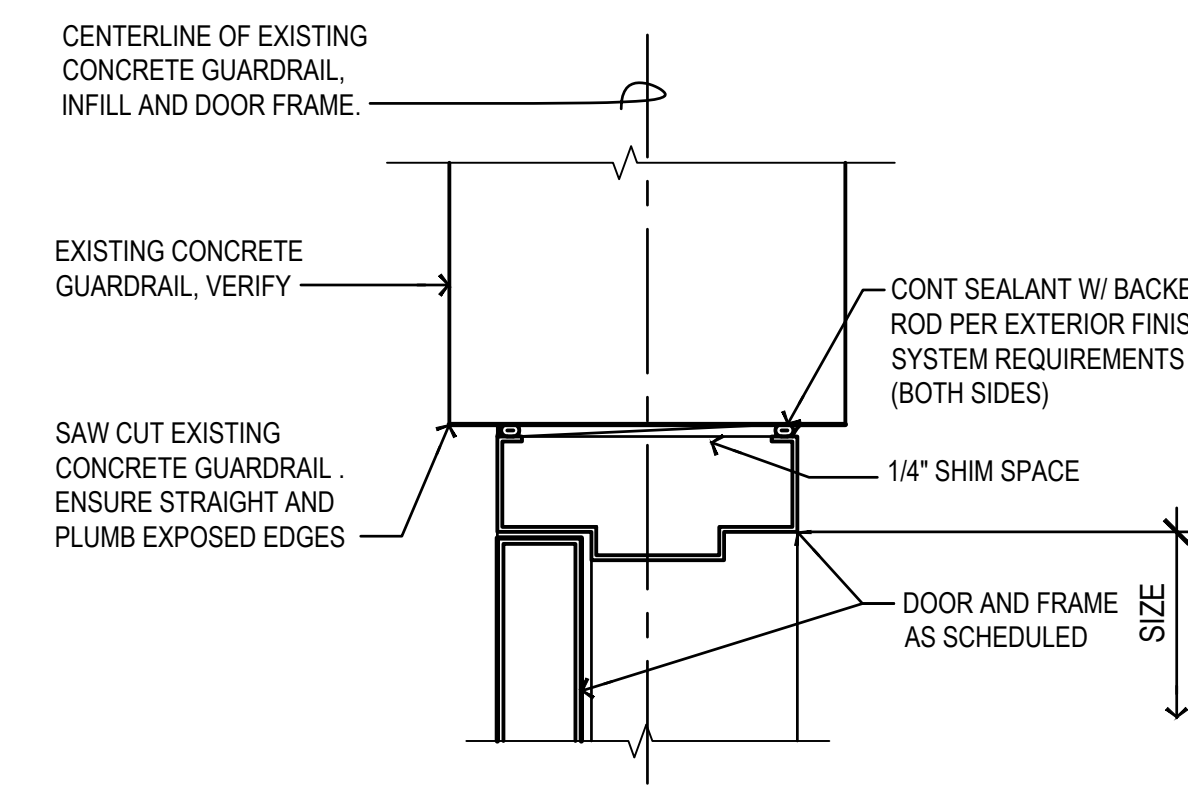 CENTERLINE OF EXISTING
CONCRETE GUARDRAIL,
INFILL AND DOOR FRAME.
EXISTING CONCRETE
GUARDRAIL, VERIFY
SAW CUT EXISTING
CONCRETE GUARDRAIL .
ENSURE STRAIGHT AND
PLUMB EXPOSED EDGES
CONT SEALANT W/ BACKE
ROD PER EXTERIOR FINIS
SYSTEM REQUIREMENTS
(BOTH SIDES)
1/4" SHIM SPACE
DOOR AND FRAME
AS SCHEDULED
SIZE